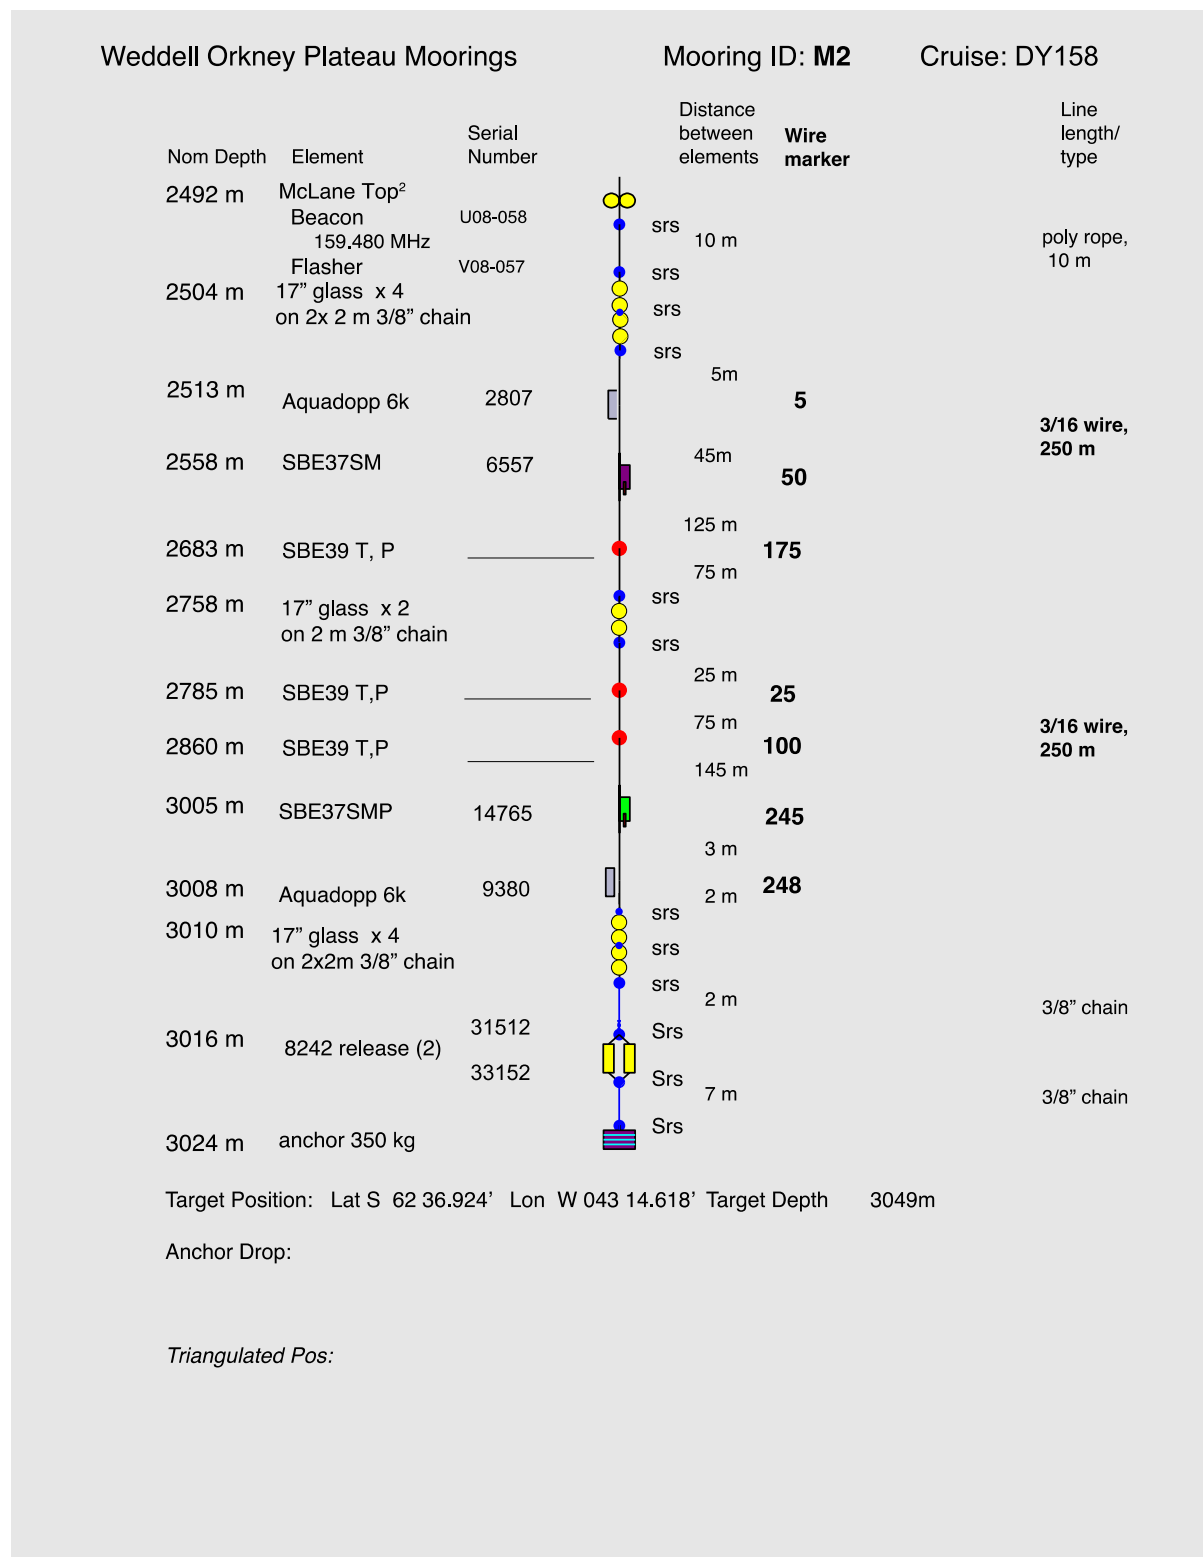 Weddell Orkney Plateau Moorings Mooring ID: M2 Cruise: DY158
Distance Line
Serial between Wire length/
Nom Depth Element Number elements marker type
2492 m McLane Top²
Beacon U08-058 srs
159.480 MHz 10 m poly rope,
10 m
Flasher V08-057 srs
2504 m 17” glass x 4
on 2x 2 m 3/8” chain srs
srs
5m
2513 m Aquadopp 6k 2807 5
3/16 wire,
250 m
2558 m SBE37SM 6557 45m 50
125 m
2683 m SBE39 T, P 175
75 m
2758 m 17” glass x 2 srs
on 2 m 3/8” chain srs
25 m
2785 m SBE39 T,P 25
75 m 3/16 wire,
2860 m SBE39 T,P 100 250 m
145 m
3005 m SBE37SMP 14765 245
3 m
3008 m Aquadopp 6k 9380 2 m 248
srs
3010 m 17” glass x 4 srs
on 2x2m 3/8” chain
srs
2 m 3/8” chain
31512 Srs
3016 m 8242 release (2)
33152 Srs
7 m 3/8” chain
Srs
3024 m anchor 350 kg
Target Position: Lat S 62 36.924’ Lon W 043 14.618’ Target Depth 3049m
Anchor Drop:
Triangulated Pos: